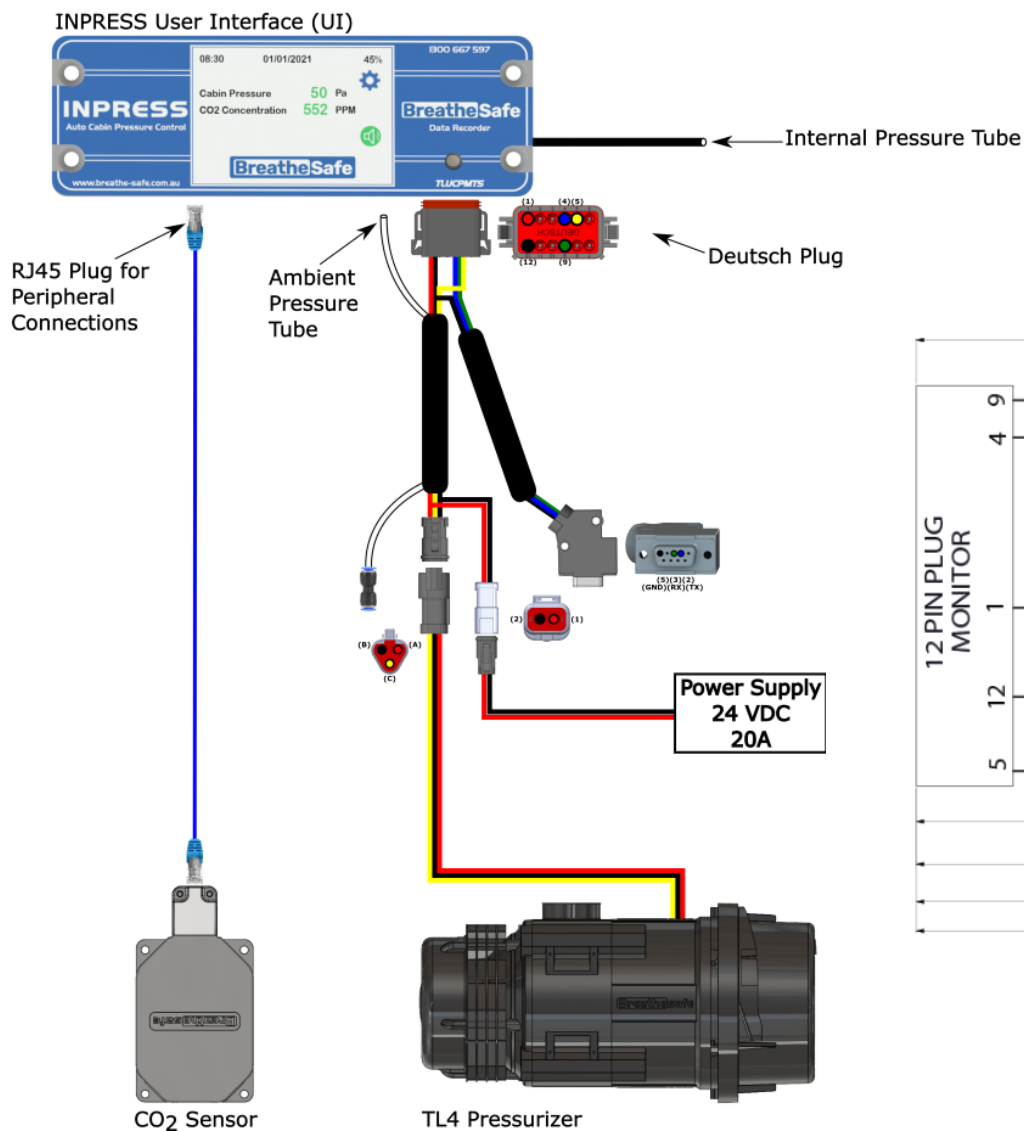 INPRESS User Interface (UI)
1300 667 597
08:30 01/01/2021 45%
Cabin Pressure 50 Pa
CO2 Concentration 552 PPM
INPRESS
Auto Cabin Pressure Control
BreatheSafe
Data Recorder
BreatheSafe
www.breathe-safe.com.au
TLUCPMTS
Internal Pressure Tube
(1) (4) (5)
DEUTSCH
(12) (9)
Deutsch Plug
RJ45 Plug for
Peripheral
Connections
Ambient
Pressure
Tube
(5)(3)(2)
(GND)(RX)(TX)
(2) (1)
(B) (A)
(C)
Power Supply
24 VDC
20A
12 PIN PLUG
MONITOR
9
4
1
12
5
Breathesafe
Breathesafe
CO2 Sensor
TL4 Pressurizer